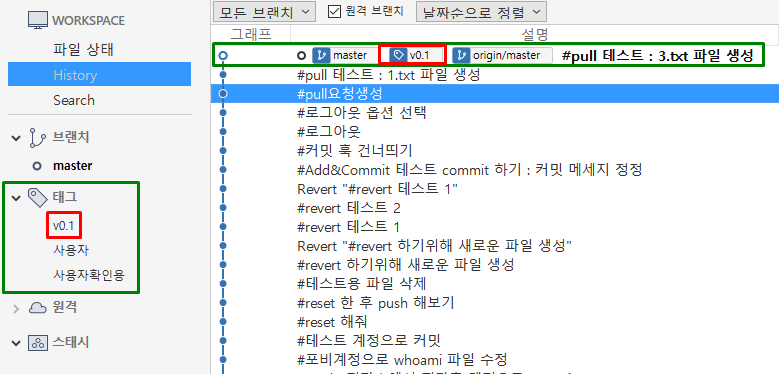 WORKSPACE
파일 상태
History
Search
브랜치
master
태그
v0.1
사용자
사용자확인용
원격
스태시
모든 브랜치 원격 브랜치 날짜순으로 정렬
그래프 설명
master v0.1 origin/master #pull 테스트 : 3.txt 파일 생성
#pull 테스트 : 1.txt 파일 생성
#pull요청생성
#로그아웃 옵션 선택
#로그아웃
#커밋 훅 건너띄기
#Add&Commit 테스트 commit 하기 : 커밋 메세지 정정
Revert "#revert 테스트 1"
#revert 테스트 2
#revert 테스트 1
Revert "#revert 하기위해 새로운 파일 생성"
#revert 하기위해 새로운 파일 생성
#테스트용 파일 삭제
#reset 한 후 push 해보기
#reset 해줘
#테스트 계정으로 커밋
#포비계정으로 whoami 파일 수정